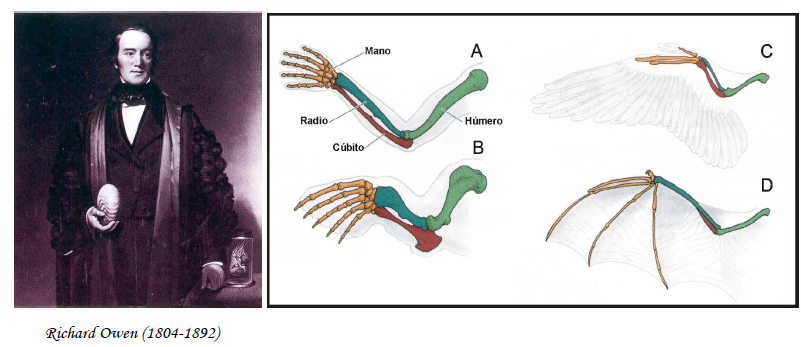 A
Mano
Radio
Húmero
Cúbito
B
C
D
Richard Owen (1804-1892)